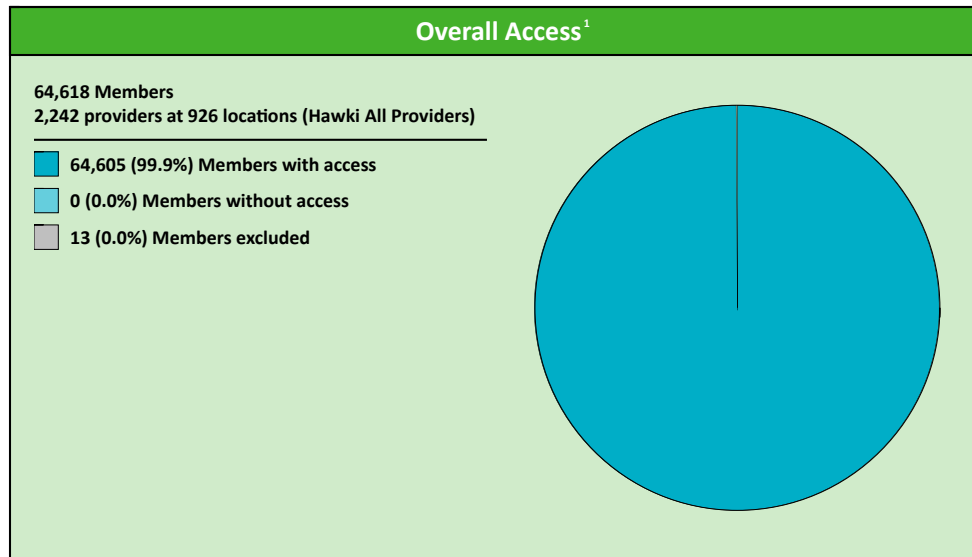 Overall Access¹
64,618 Members
2,242 providers at 926 locations (Hawki All Providers)
64,605 (99.9%) Members with access
0 (0.0%) Members without access
13 (0.0%) Members excluded